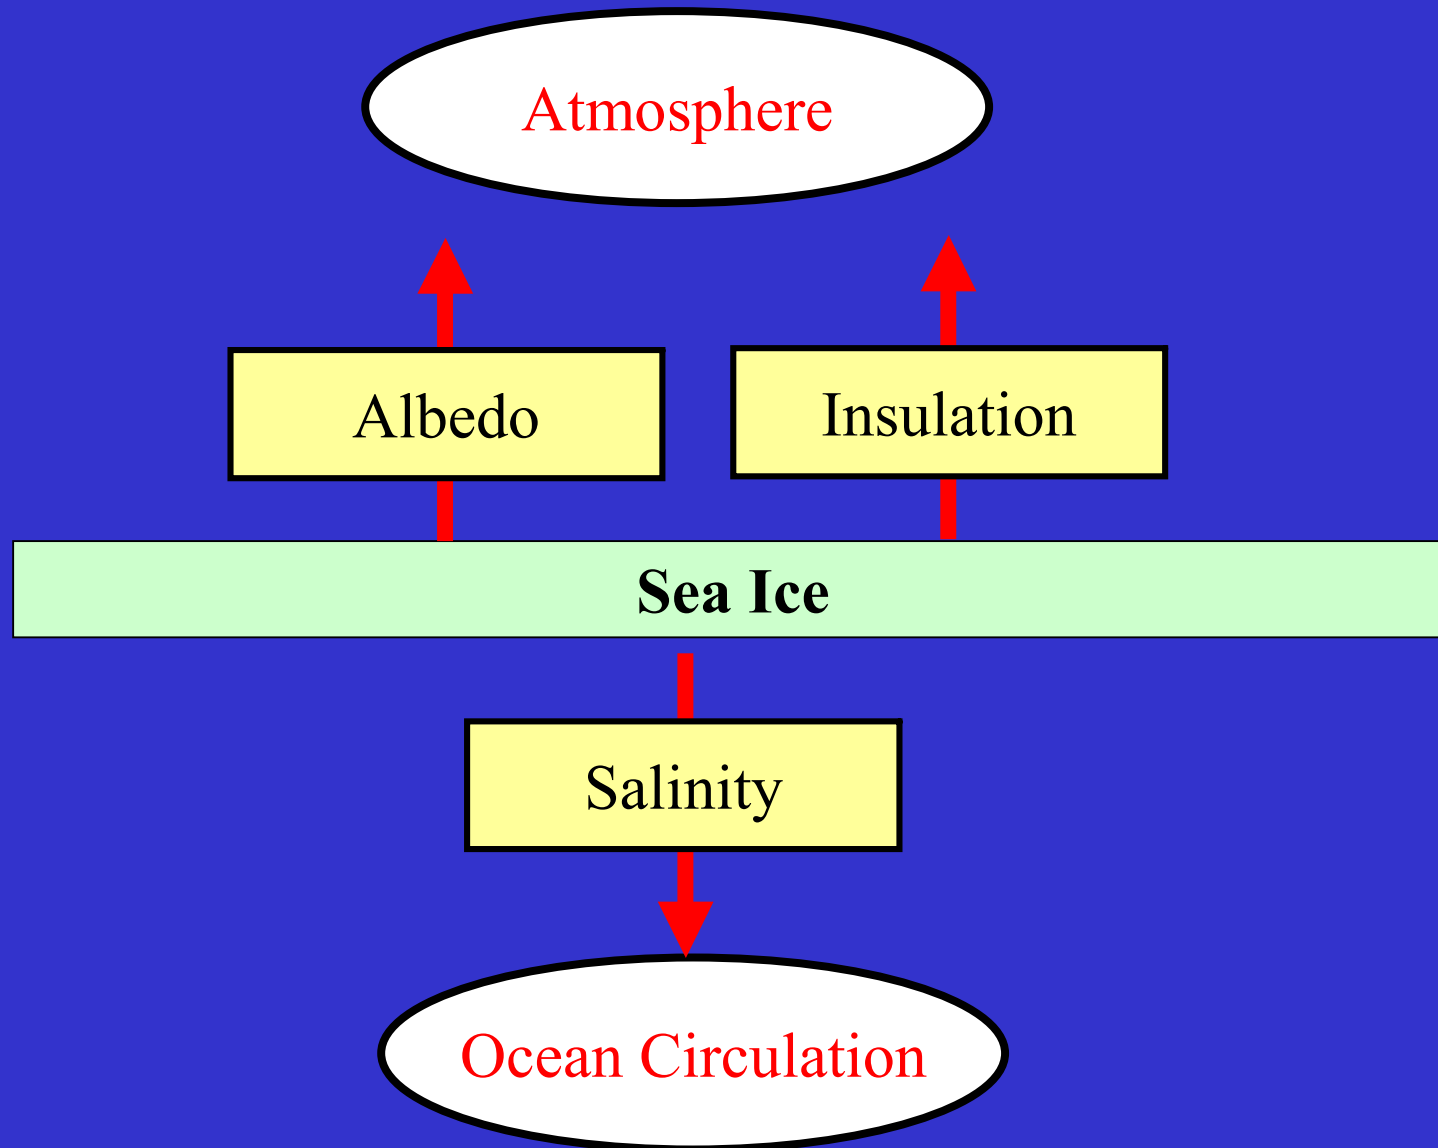 Atmosphere
Albedo
Insulation
Sea Ice
Salinity
Ocean Circulation